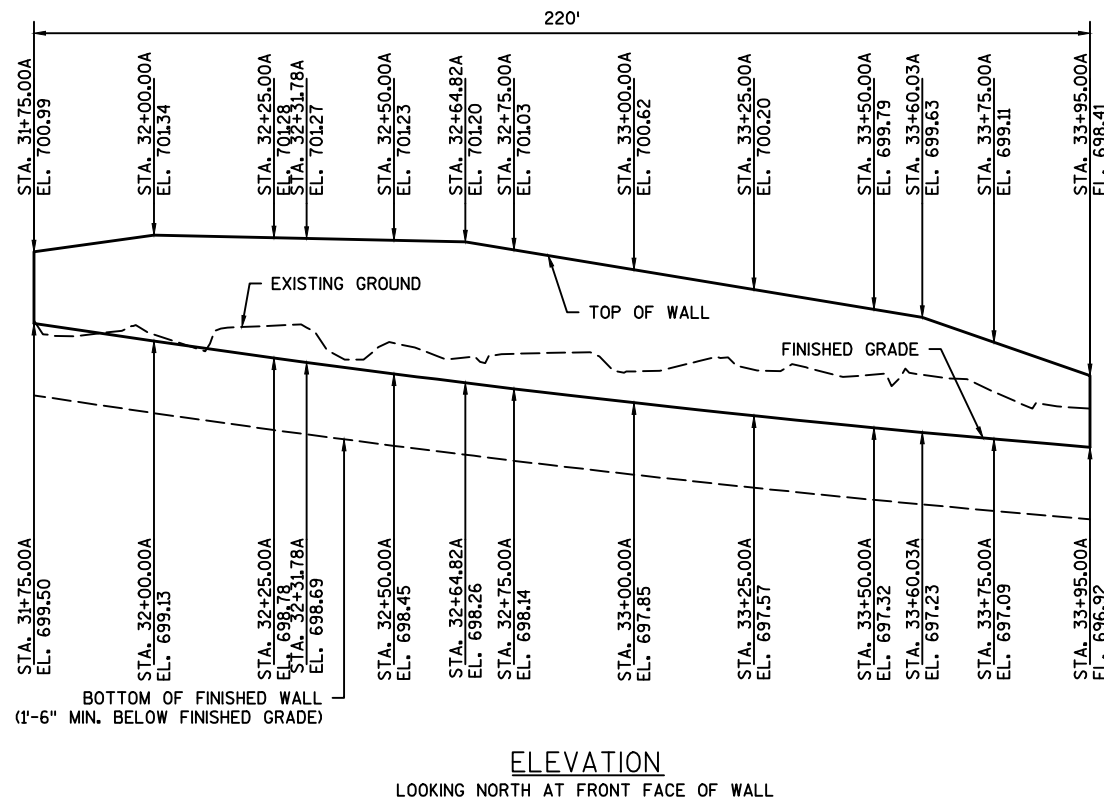 220'
STA. 31+75.00A
EL. 700.99
STA. 32+00.00A
EL. 701.34
STA. 32+25.00A
EL. 701.28
STA. 32+31.78A
EL. 701.27
STA. 32+50.00A
EL. 701.23
STA. 32+64.82A
EL. 701.20
STA. 32+75.00A
EL. 701.03
STA. 33+00.00A
EL. 700.62
STA. 33+25.00A
EL. 700.20
STA. 33+50.00A
EL. 699.79
STA. 33+60.03A
EL. 699.63
STA. 33+75.00A
EL. 699.11
STA. 33+95.00A
EL. 698.41
EXISTING GROUND
TOP OF WALL
FINISHED GRADE
STA. 31+75.00A
EL. 699.50
STA. 32+00.00A
EL. 699.13
STA. 32+25.00A
EL. 698.78
STA. 32+31.78A
EL. 698.69
STA. 32+50.00A
EL. 698.45
STA. 32+64.82A
EL. 698.26
STA. 32+75.00A
EL. 698.14
STA. 33+00.00A
EL. 697.85
STA. 33+25.00A
EL. 697.57
STA. 33+50.00A
EL. 697.32
STA. 33+60.03A
EL. 697.23
STA. 33+75.00A
EL. 697.09
STA. 33+95.00A
EL. 696.92
BOTTOM OF FINISHED WALL
(1'-6" MIN. BELOW FINISHED GRADE)
ELEVATION
LOOKING NORTH AT FRONT FACE OF WALL